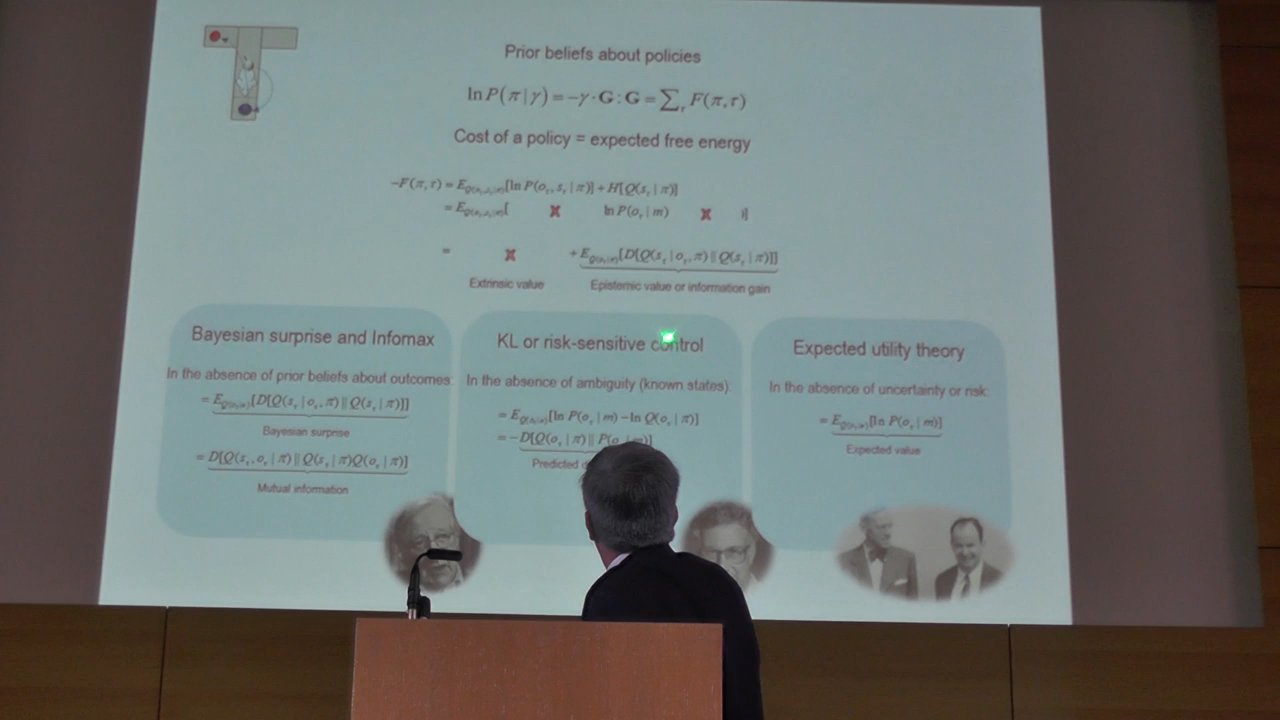 Prior beliefs about policies
ln P(π | γ) = −γ · G : G = ∑τ F(π, τ)
Cost of a policy = expected free energy
−F(π, τ) = EQ(oτ,sτ|π)[ln P(oτ, sτ | π)] + H[Q(sτ | π)]
= EQ(oτ,sτ|π)[ ln P(oτ | m) )]
= + EQ(oτ|π)[D[Q(sτ | oτ, π) || Q(sτ | π)]]
Extrinsic value Epistemic value or information gain
Bayesian surprise and Infomax
In the absence of prior beliefs about outcomes:
= EQ(oτ|π)[D[Q(sτ | oτ, π) || Q(sτ | π)]]
Bayesian surprise
= D[Q(sτ, oτ | π) || Q(sτ | π)Q(oτ | π)]
Mutual information
KL or risk-sensitive control
In the absence of ambiguity (known states):
= EQ(oτ|π)[ln P(oτ | m) − ln Q(oτ | π)]
= −D[Q(oτ | π) || P(oτ | m)]
Predicted
Expected utility theory
In the absence of uncertainty or risk:
= EQ(oτ|π)[ln P(oτ | m)]
Expected value